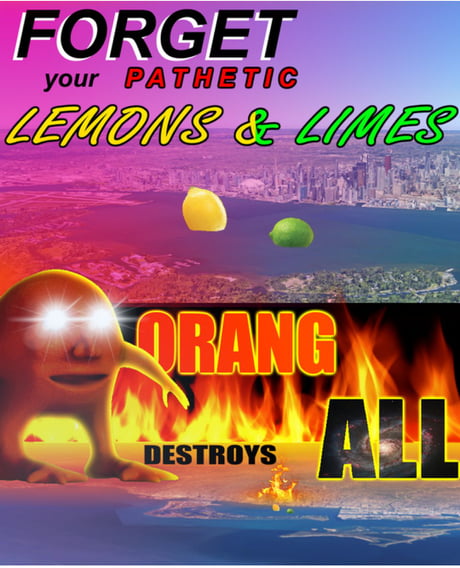 FORGET
your PATHETIC
LEMONS & LIMES
ORANG
DESTROYS ALL